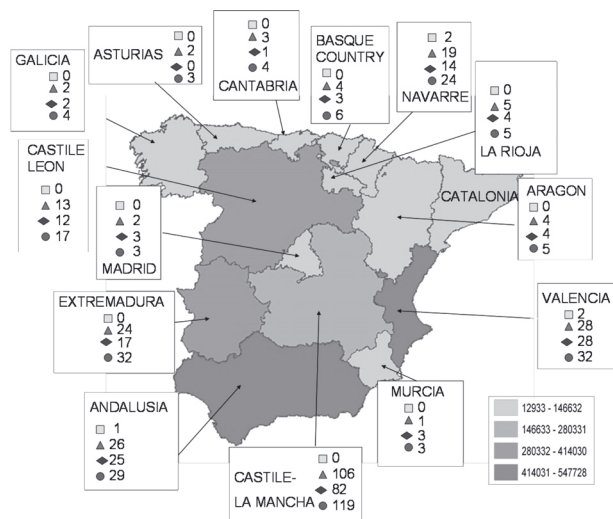 GALICIA
0
2
2
4
ASTURIAS
0
2
0
3
0
3
1
4
CANTABRIA
BASQUE
COUNTRY
0
4
3
6
2
19
14
24
NAVARRE
0
5
4
5
LA RIOJA
CASTILE
LEON
0
13
12
17
0
2
3
3
MADRID
CATALONIA
ARAGON
0
4
4
5
EXTREMADURA
0
24
17
32
VALENCIA
2
28
28
32
ANDALUSIA
1
26
25
29
CASTILE-
LA MANCHA
0
106
82
119
MURCIA
0
1
3
3
12933 - 146632
146633 - 280331
280332 - 414030
414031 - 547728